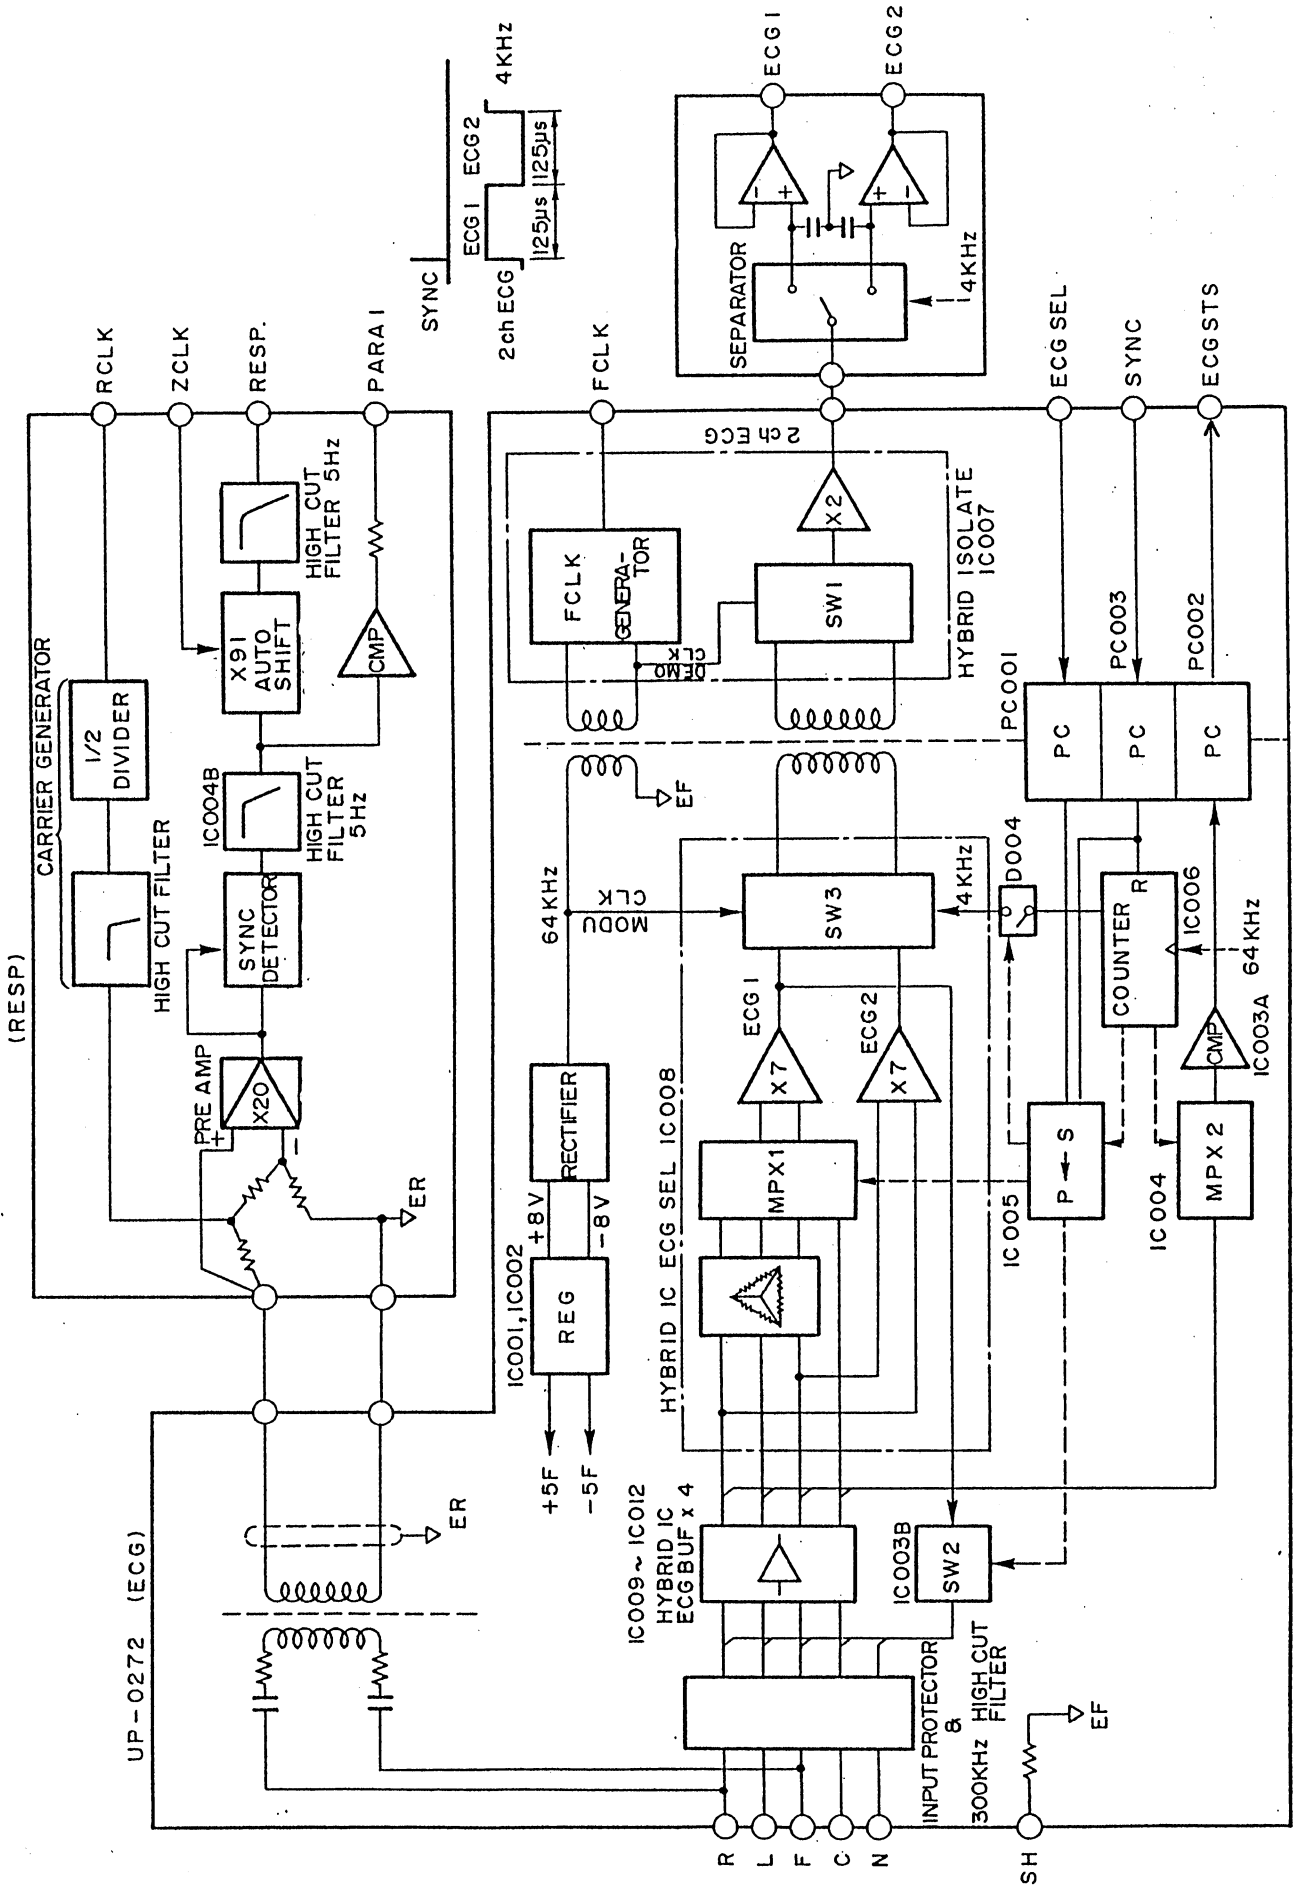 UP-0272 (ECG)
(RESP)
CARRIER GENERATOR
HIGH CUT FILTER
1/2
DIVIDER
RCLK
ZCLK
RESP.
PARA1
PRE AMP
+
-
X20
SYNC
DETECTOR
IC004B
HIGH CUT
FILTER
5Hz
X91
AUTO
SHIFT
HIGH CUT
FILTER 5Hz
CMP
ER
ER
SYNC
2ch ECG
ECG1
ECG2
125µs
125µs
4KHz
+5F
-5F
IC001,IC002
REG
+8V
-8V
RECTIFIER
64KHz
MODU
CLK
EF
DEMO
CLK
FCLK
GENERA-
TOR
FCLK
2ch ECG
SW1
X2
HYBRID ISOLATE
IC007
SEPARATOR
4KHz
-
+
+
-
ECG1
ECG2
HYBRID IC ECG SEL IC008
MPX1
X7
X7
ECG1
ECG2
SW3
4KHz
D004
IC009~IC012
HYBRID IC
ECGBUF X 4
IC003B
SW2
R
L
F
C
N
SH
EF
INPUT PROTECTOR
&
300KHz HIGH CUT
FILTER
IC005
P S
IC004
MPX2
CMP
IC003A
COUNTER
R
IC006
64KHz
PC001
PC
PC
PC
PC003
PC002
ECGSEL
SYNC
ECGSTS